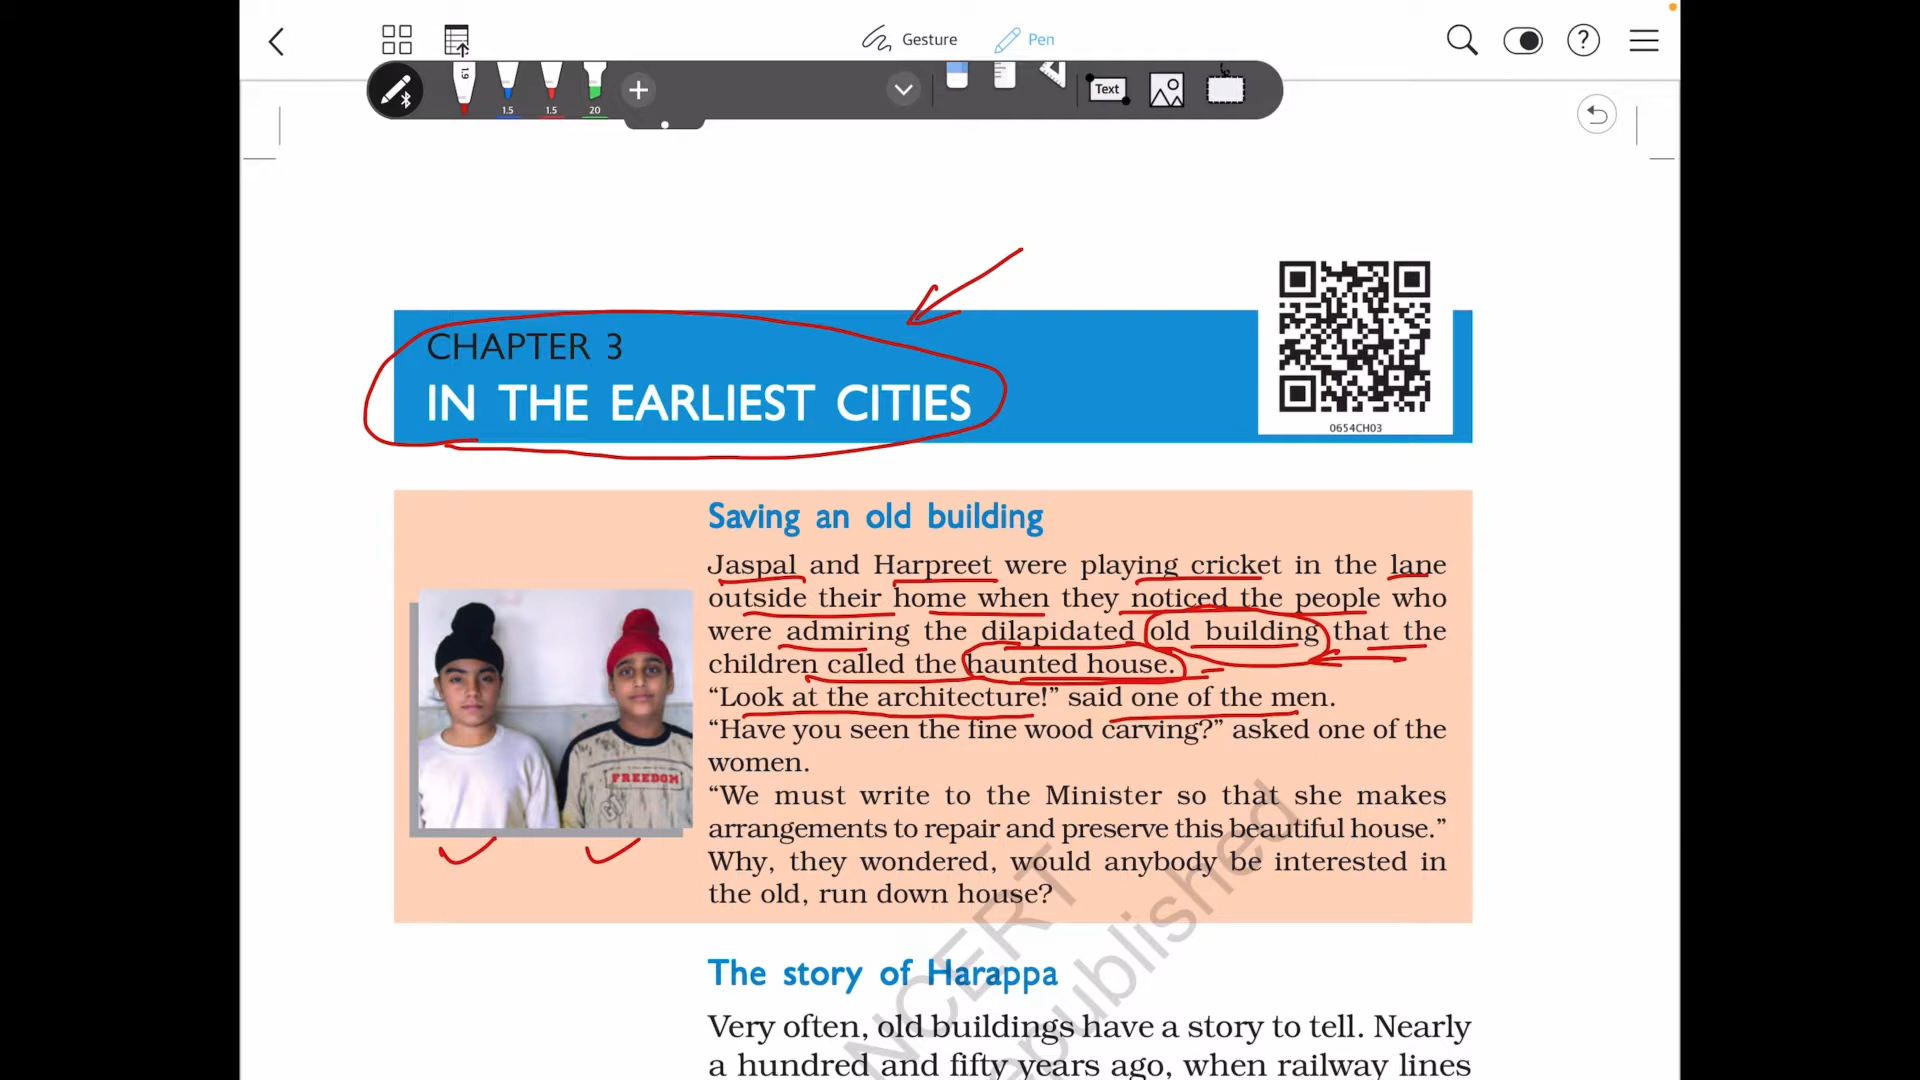 Gesture
Pen
1.9
1.5
1.5
20
Text
CHAPTER 3
IN THE EARLIEST CITIES
0654CH03
Saving an old building
Jaspal and Harpreet were playing cricket in the lane
outside their home when they noticed the people who
were admiring the dilapidated old building that the
children called the haunted house.
“Look at the architecture!” said one of the men.
“Have you seen the fine wood carving?” asked one of the
women.
“We must write to the Minister so that she makes
arrangements to repair and preserve this beautiful house.”
Why, they wondered, would anybody be interested in
the old, run down house?
FREEDOM
The story of Harappa
Very often, old buildings have a story to tell. Nearly
a hundred and fifty years ago, when railway lines
NCERT
republished